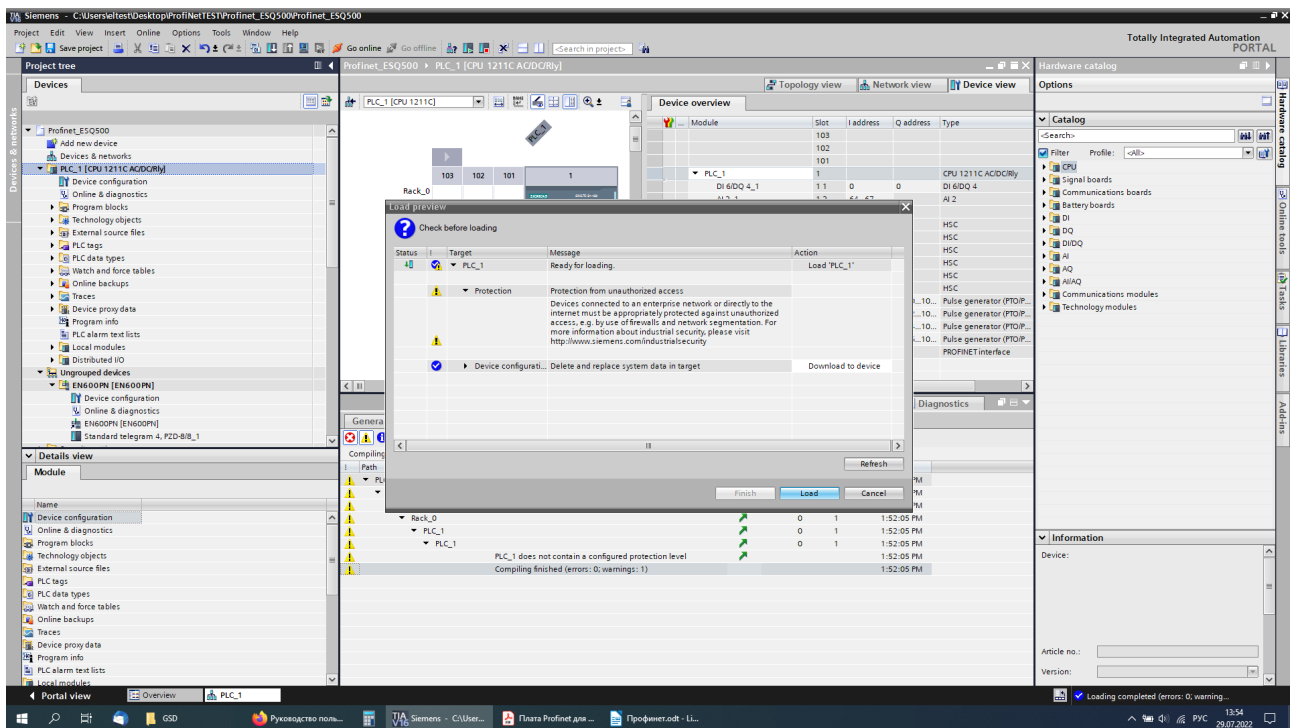 Siemens - C:\Users\eltest\Desktop\ProfiNetTEST\Profinet_ESQ500\Profinet_ESQ500
Project Edit View Insert Online Options Tools Window Help
Totally Integrated Automation
PORTAL
Save project Go online Go offline <Search in project>
Project tree
Profinet_ESQ500 PLC_1 [CPU 1211C AC/DC/Rly]
Hardware catalog
Devices
Topology view Network view Device view
Options
PLC_1 [CPU 1211C]
Device overview
Module Slot I address Q address Type
103
102
101
PLC_1 1 CPU 1211C AC/DC/Rly
DI 6/DQ 4_1 1 1 0 0 DI 6/DQ 4
AI 2
HSC
HSC
HSC
HSC
HSC
HSC
Pulse generator (PTO/P...
Pulse generator (PTO/P...
Pulse generator (PTO/P...
Pulse generator (PTO/P...
PROFINET interface
PLC_1
103 102 101 1
Rack_0
Profinet_ESQ500
Add new device
Devices & networks
PLC_1 [CPU 1211C AC/DC/Rly]
Device configuration
Online & diagnostics
Program blocks
Technology objects
External source files
PLC tags
PLC data types
Watch and force tables
Online backups
Traces
Device proxy data
Program info
PLC alarm text lists
Local modules
Distributed I/O
Ungrouped devices
EN600PN [EN600PN]
Device configuration
Online & diagnostics
EN600PN [EN600PN]
Standard telegram 4, PZD-8/8_1
Details view
Module
Name
Device configuration
Online & diagnostics
Program blocks
Technology objects
External source files
PLC tags
PLC data types
Watch and force tables
Online backups
Traces
Device proxy data
Program info
PLC alarm text lists
Local modules
Load preview
Check before loading
Status ! Target Message Action
PLC_1 Ready for loading. Load 'PLC_1'
Protection Protection from unauthorized access
Devices connected to an enterprise network or directly to the
internet must be appropriately protected against unauthorized
access, e.g. by use of firewalls and network segmentation. For
more information about industrial security, please visit
http://www.siemens.com/industrialsecurity
Device configurati... Delete and replace system data in target Download to device
Refresh
Finish Load Cancel
Diagnostics
Genera
Compiling
! Path
Rack_0 0 1 1:52:05 PM
PLC_1 0 1 1:52:05 PM
PLC_1 0 1 1:52:05 PM
PLC_1 does not contain a configured protection level 1:52:05 PM
Compiling finished (errors: 0; warnings: 1) 1:52:05 PM
Catalog
<Search>
Filter Profile: <All>
CPU
Signal boards
Communications boards
Battery boards
DI
DQ
DI/DQ
AI
AQ
AI/AQ
Communications modules
Technology modules
Information
Device:
Article no.:
Version:
Devices & networks
Hardware catalog
Online tools
Tasks
Libraries
Add-ins
Portal view Overview PLC_1
Loading completed (errors: 0; warning...
GSD Руководство поль... Siemens - C:\User... Плата Profinet для ... Профинет.odt - Li...
РУС 13:54
29.07.2022